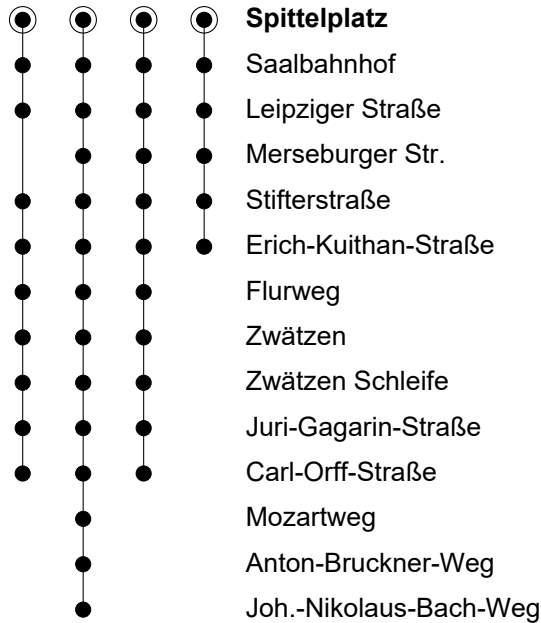 Spittelplatz
Saalbahnhof
Leipziger Straße
Merseburger Str.
Stifterstraße
Erich-Kuithan-Straße
Flurweg
Zwätzen
Zwätzen Schleife
Juri-Gagarin-Straße
Carl-Orff-Straße
Mozartweg
Anton-Bruckner-Weg
Joh.-Nikolaus-Bach-Weg